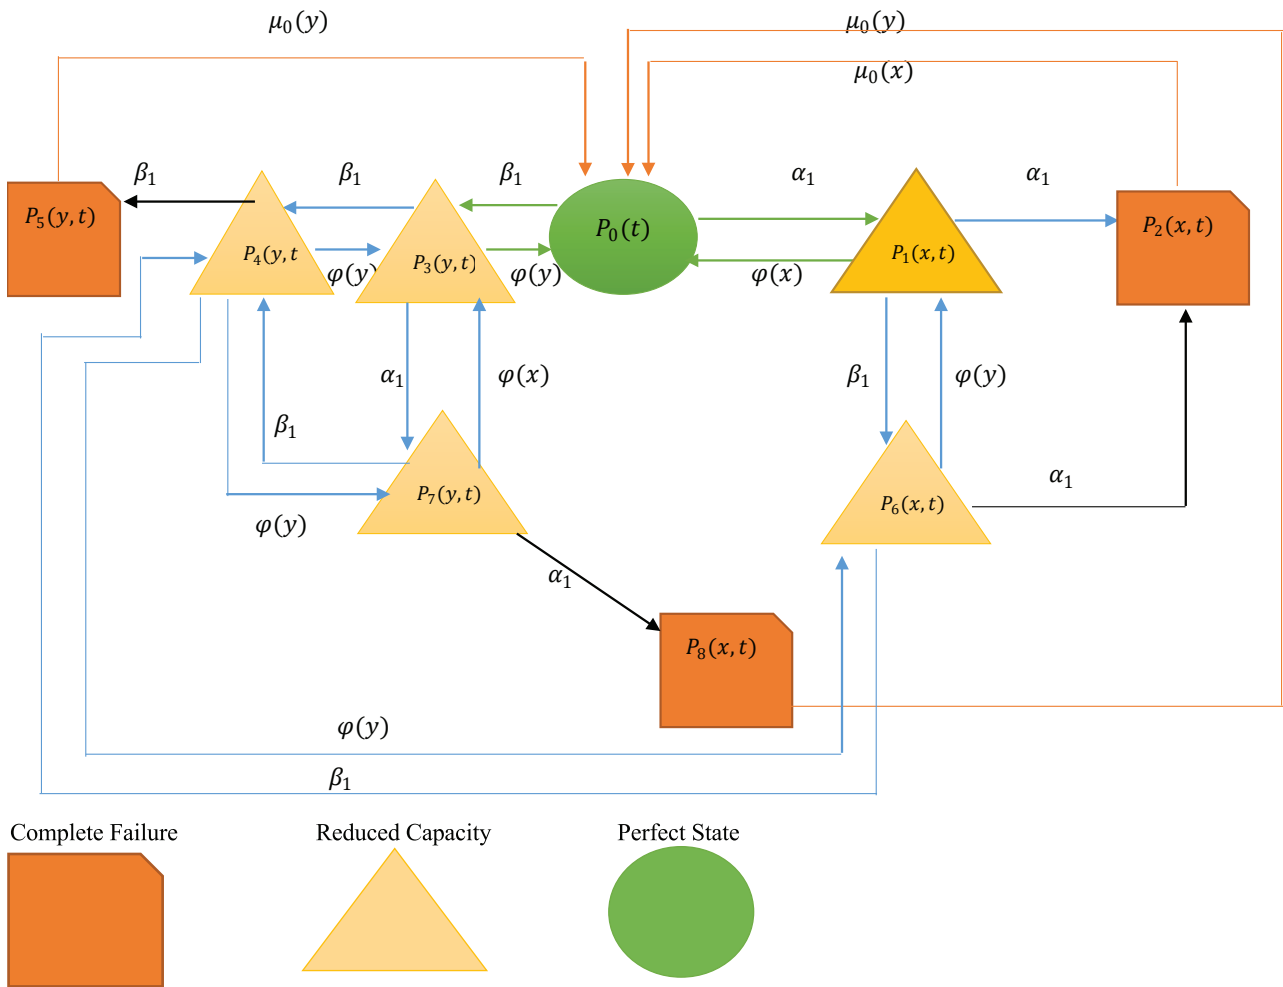 μ₀(y)
μ₀(y)
μ₀(x)
β₁
β₁
β₁
α₁
α₁
P₅(y, t)
P₄(y, t
φ(y)
P₃(y, t)
φ(y)
P₀(t)
φ(x)
P₁(x, t)
P₂(x, t)
α₁
φ(x)
β₁
φ(y)
β₁
P₇(y, t)
φ(y)
P₆(x, t)
α₁
α₁
P₈(x, t)
φ(y)
β₁
Complete Failure
Reduced Capacity
Perfect State